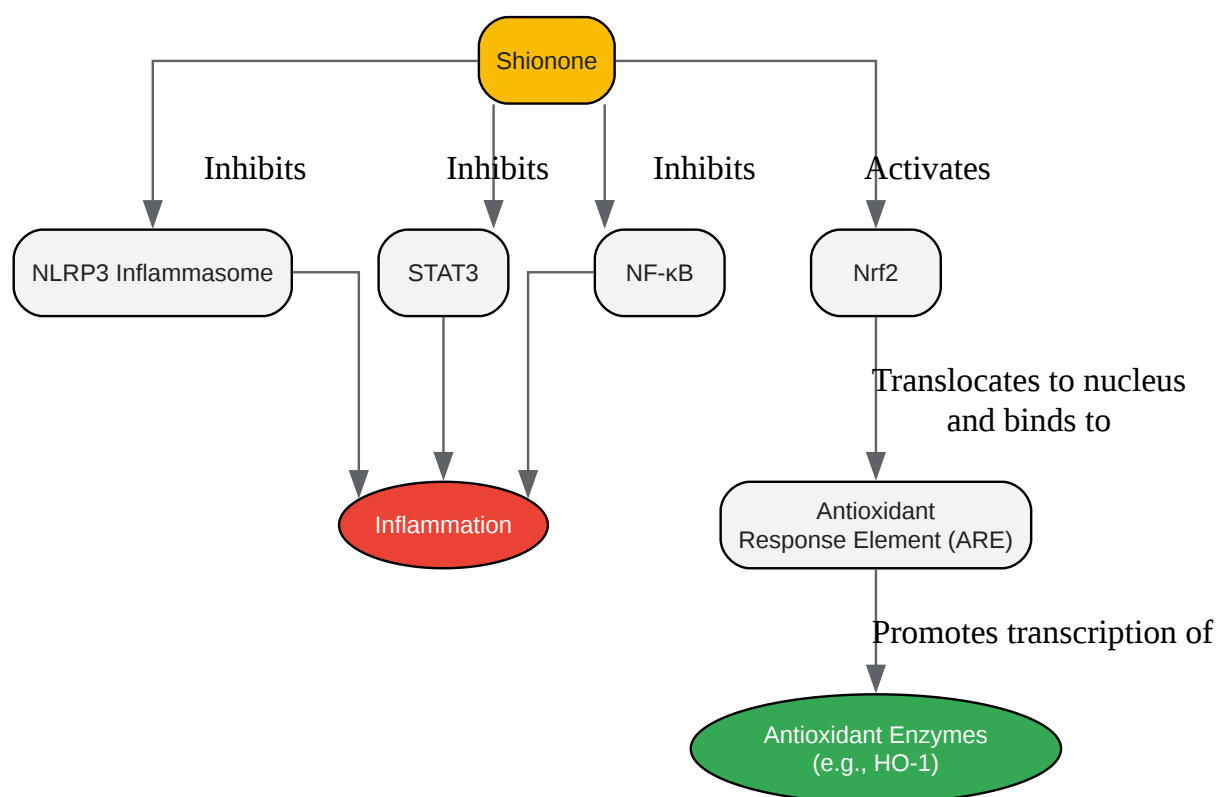 Shionone
Inhibits
Inhibits
Inhibits
Activates
NLRP3 Inflammasome
STAT3
NF-κB
Nrf2
Translocates to nucleus
and binds to
Inflammation
Antioxidant
Response Element (ARE)
Promotes transcription of
Antioxidant Enzymes
(e.g., HO-1)